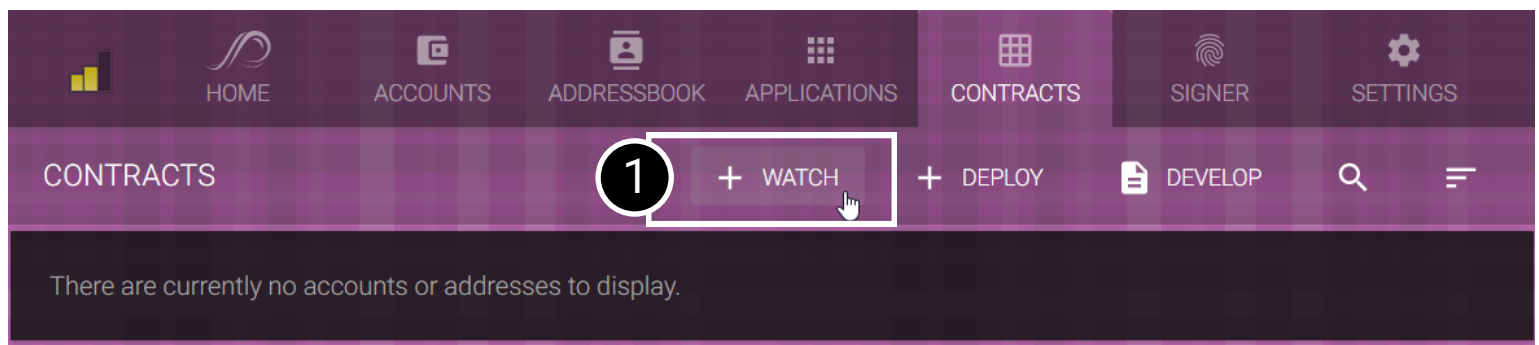 HOME ACCOUNTS ADDRESSBOOK APPLICATIONS CONTRACTS SIGNER SETTINGS
CONTRACTS 1 + WATCH + DEPLOY DEVELOP
There are currently no accounts or addresses to display.